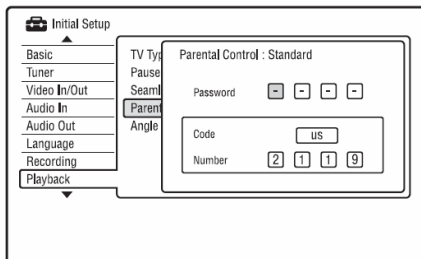 Initial Setup
Basic
Tuner
Video In/Out
Audio In
Audio Out
Language
Recording
Playback
TV Typ
Pause
Seaml
Parent
Angle
Parental Control : Standard
Password - - - -
Code us
Number 2 1 1 9